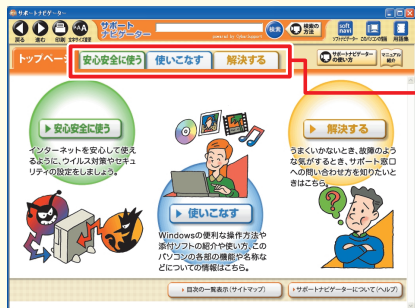 サポートナビゲーター
戻る 進む 印刷 文字サイズ変更
サポート
ナビゲーター
powered by CyberSupport
検索
検索の
方法
soft
navi
ソフトナビゲーター このパソコンの情報 用語集
トップページ
安心安全に使う
使いこなす
解決する
サポートナビゲーター
の使い方
マニュアル
紹介
安心安全に使う
インターネットを安心して使え
るように、ウイルス対策やセキュ
リティの設定をしましょう。
解決する
うまくいかないとき、故障のよう
な気がするとき、サポート窓口
への問い合わせ方を知りたいと
きはこちら。
使いこなす
Windowsの便利な操作方法や
添付ソフトの紹介や使い方、この
パソコンの各部の機能や名称な
どについての情報はこちら。
目次の一覧表示(サイトマップ)
サポートナビゲーターについて(ヘルプ)